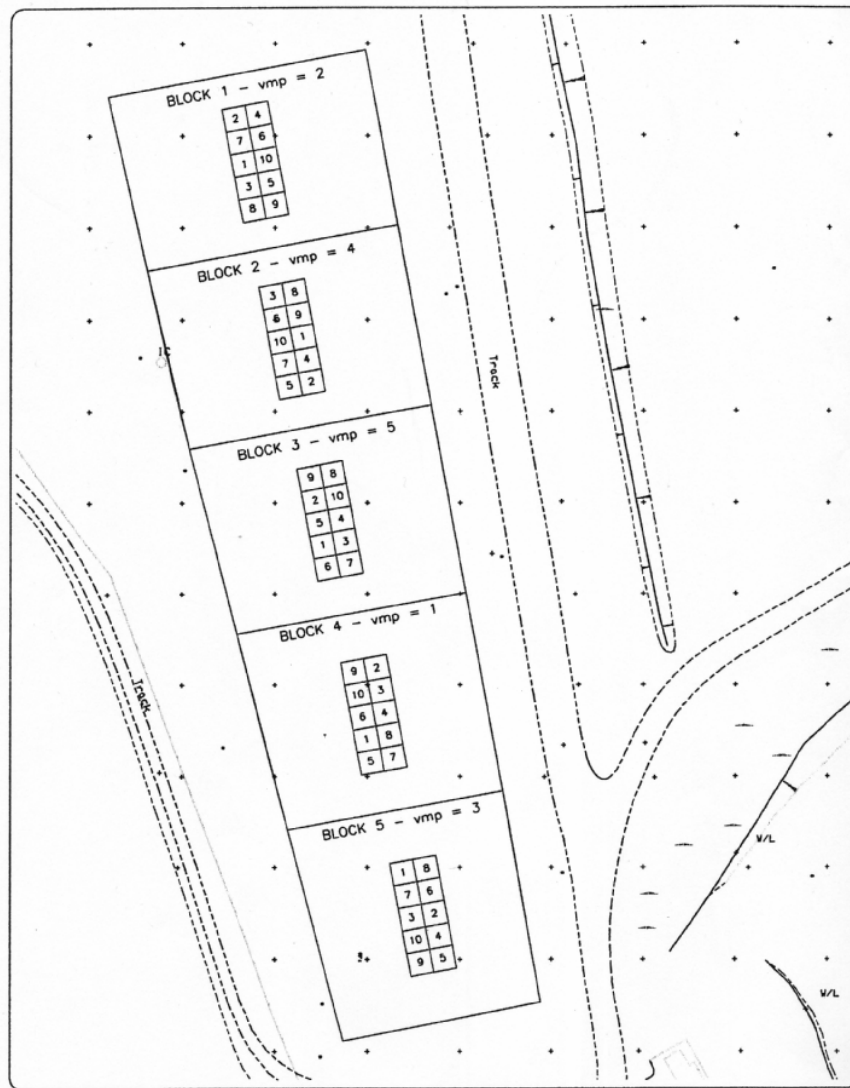 BLOCK 1 - vmp = 2
2 4
7 6
1 10
3 5
8 9
BLOCK 2 - vmp = 4
3 8
6 9
10 1
7 4
5 2
IC
Track
BLOCK 3 - vmp = 5
9 8
2 10
5 4
1 3
6 7
BLOCK 4 - vmp = 1
9 2
10 3
6 4
1 8
5 7
Track
BLOCK 5 - vmp = 3
1 8
7 6
3 2
10 4
9 5
W/L
W/L